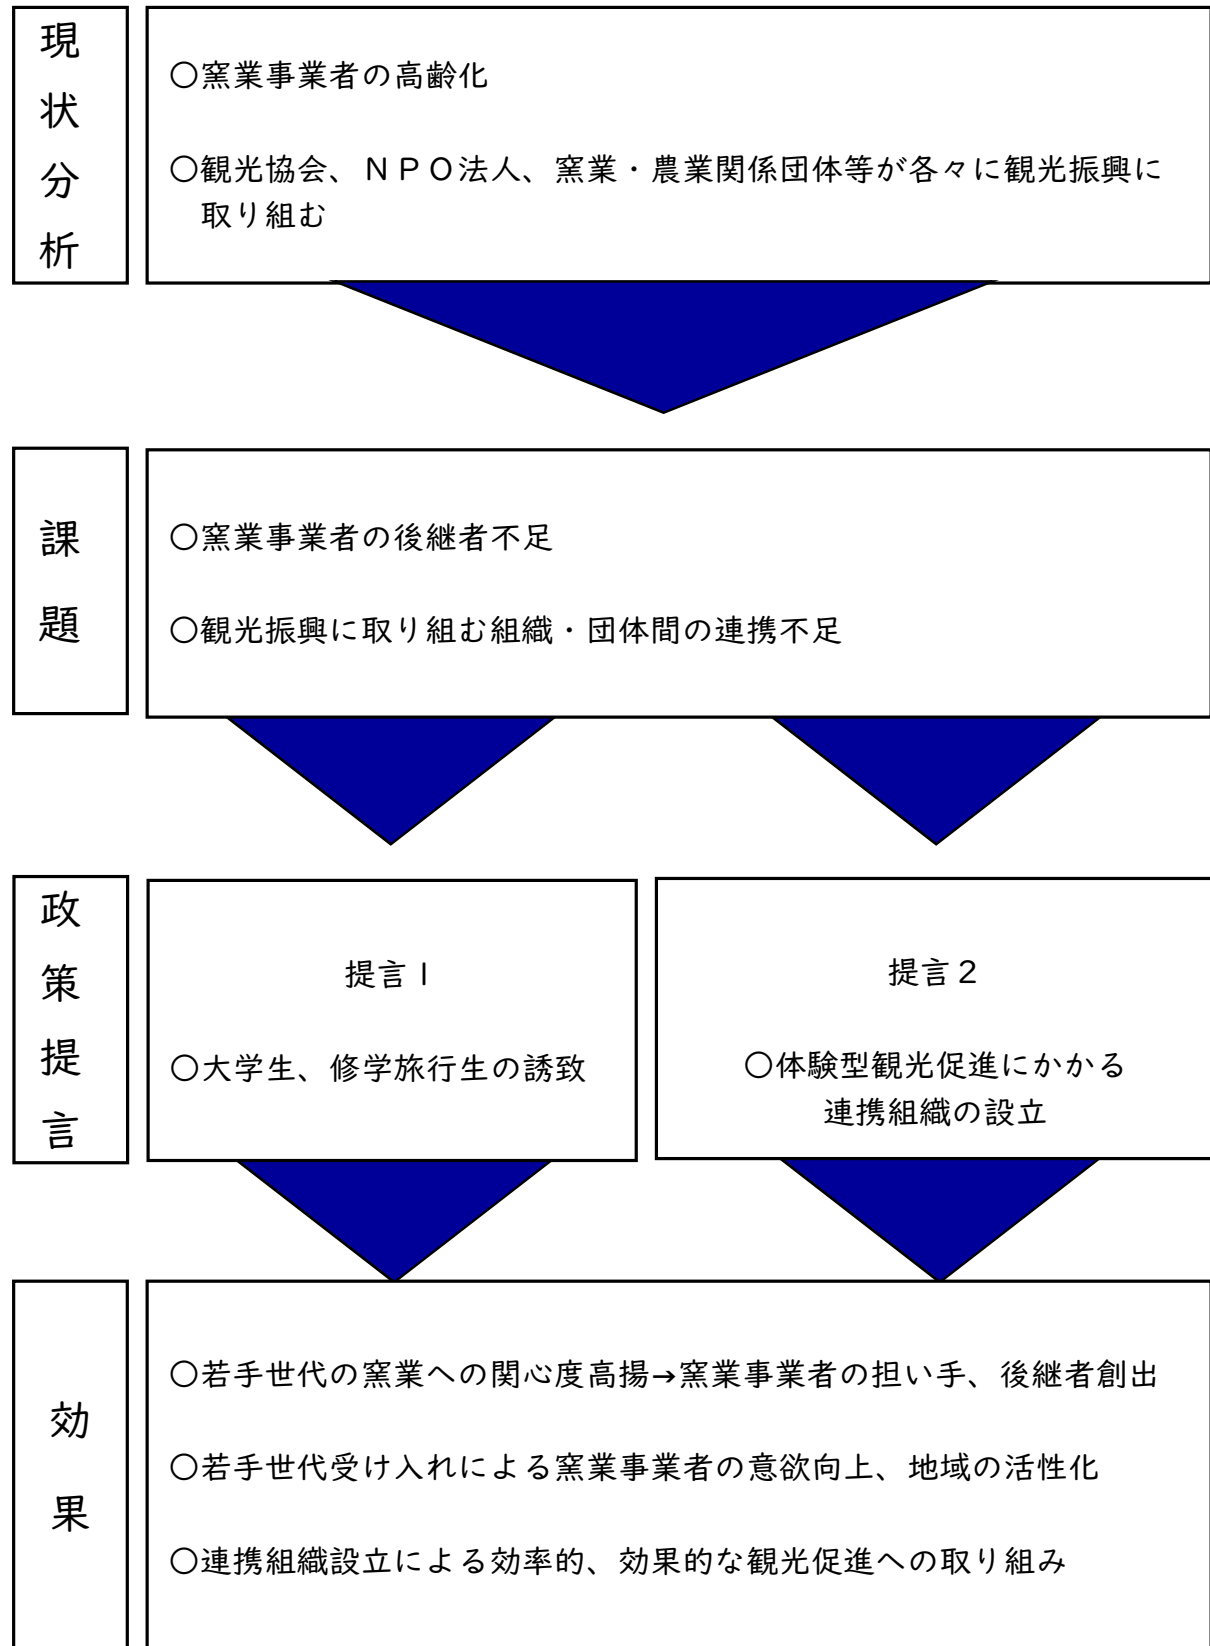 現状分析
〇窯業事業者の高齢化
〇観光協会、ＮＰＯ法人、窯業・農業関係団体等が各々に観光振興に
取り組む
課題
〇窯業事業者の後継者不足
〇観光振興に取り組む組織・団体間の連携不足
政策提言
提言１
〇大学生、修学旅行生の誘致
提言２
〇体験型観光促進にかかる
連携組織の設立
効果
〇若手世代の窯業への関心度高揚→窯業事業者の担い手、後継者創出
〇若手世代受け入れによる窯業事業者の意欲向上、地域の活性化
〇連携組織設立による効率的、効果的な観光促進への取り組み